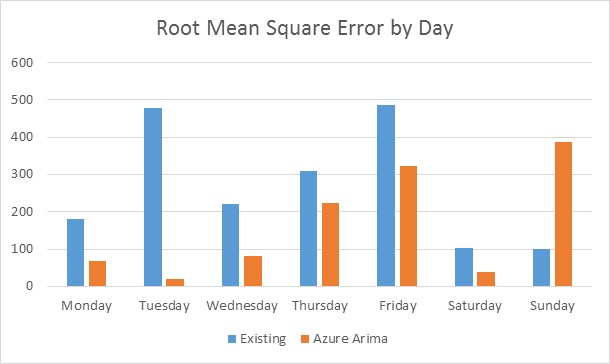 Root Mean Square Error by Day
600
500
400
300
200
100
0
Monday Tuesday Wednesday Thursday Friday Saturday Sunday
Existing Azure Arima